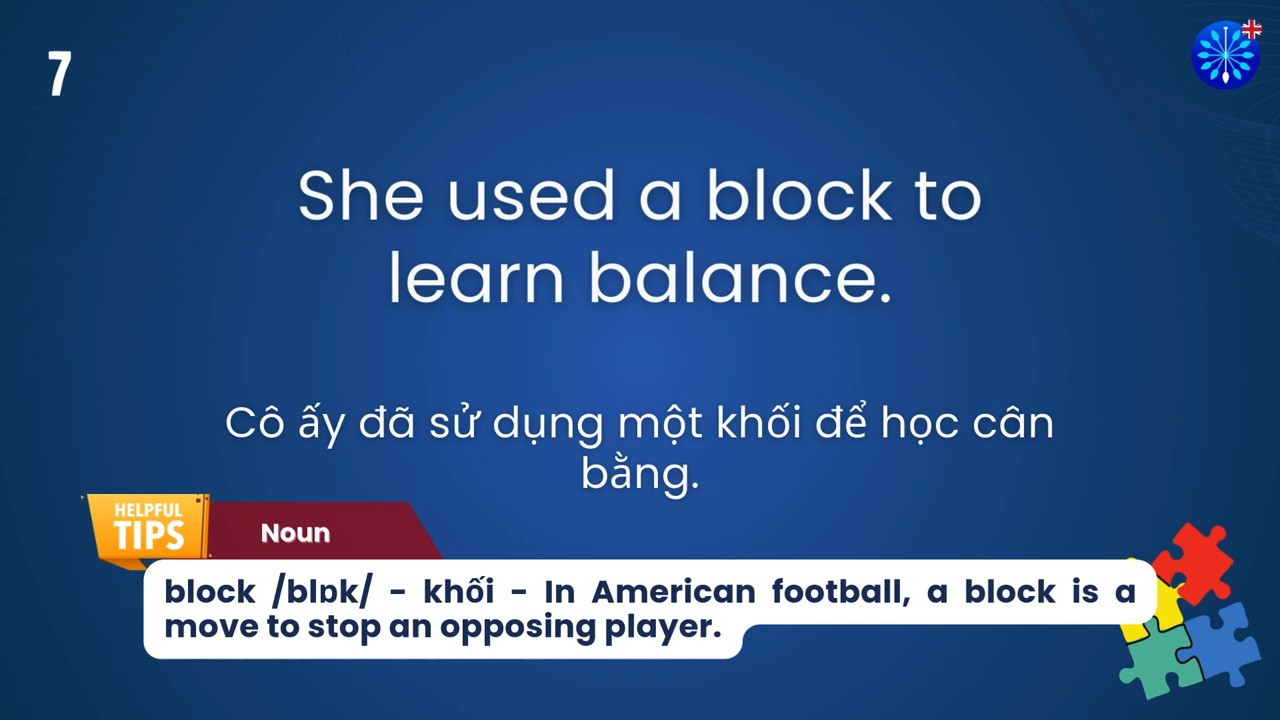 7
She used a block to
learn balance.
Cô ấy đã sử dụng một khối để học cân
bằng.
HELPFUL
TIPS
Noun
block /blɒk/ - khối - In American football, a block is a
move to stop an opposing player.